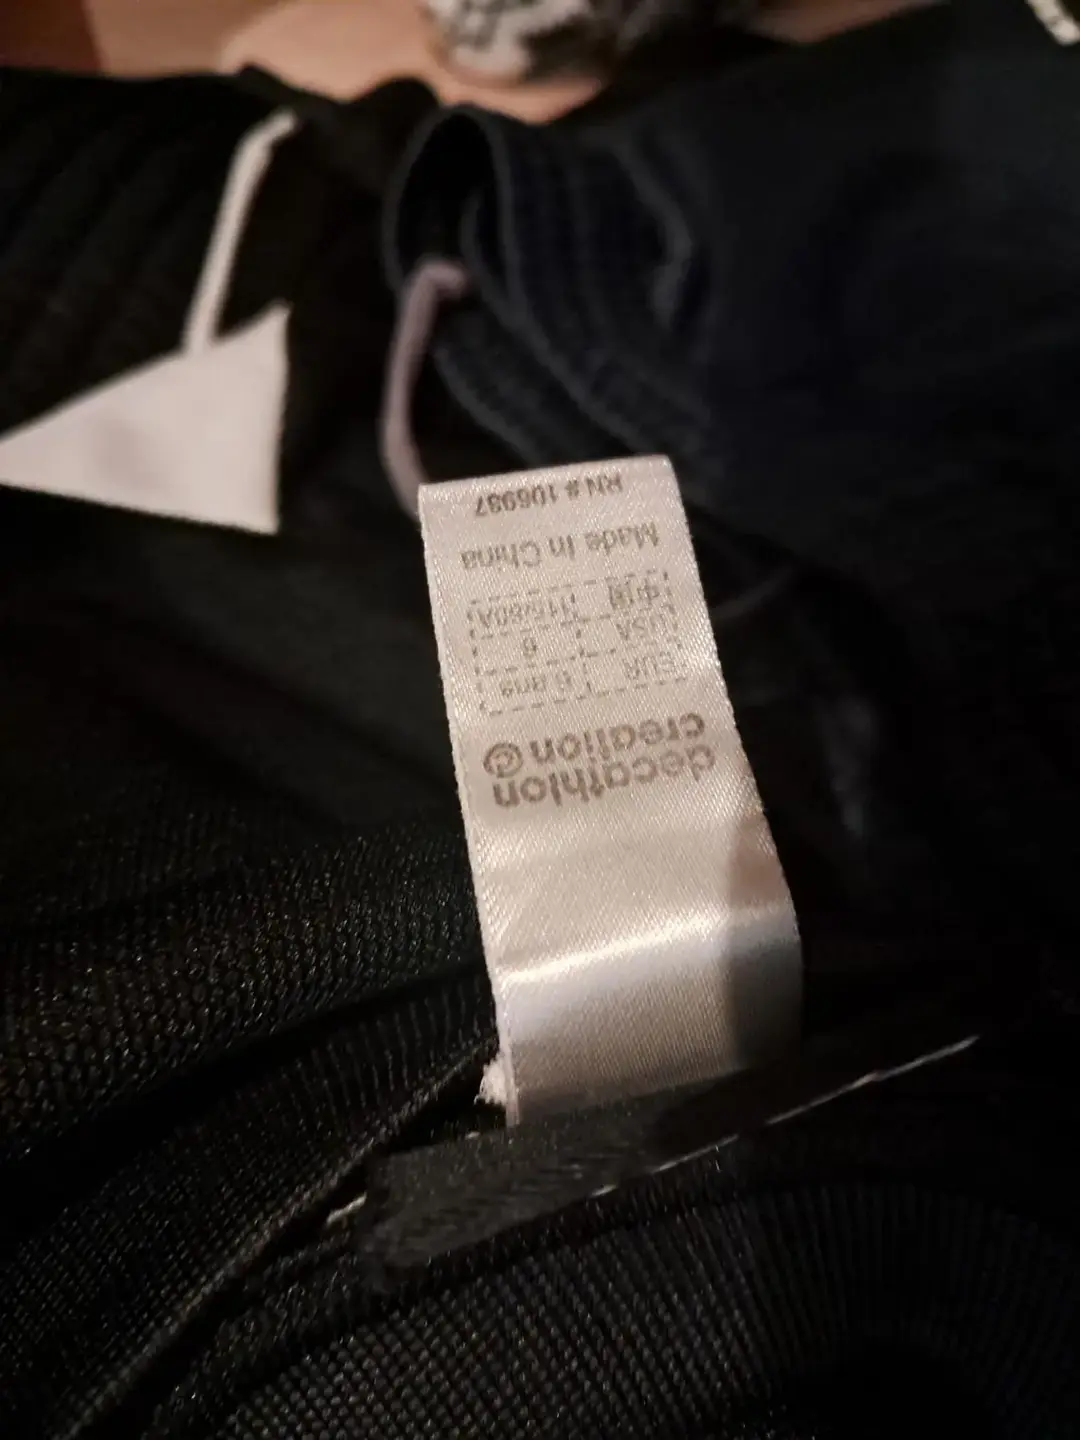 decathlon
creation
EUR 6 ans
USA 6
中国 115/60A
Made in China
RN # 106987